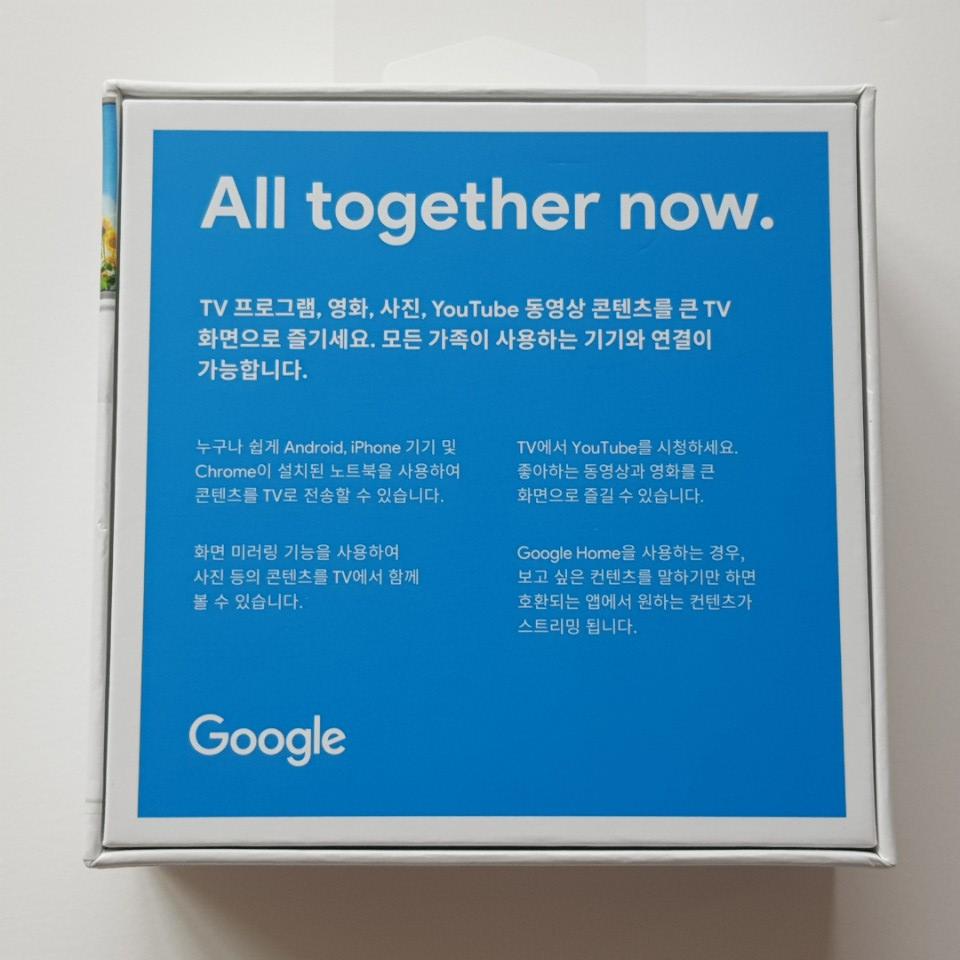 All together now.
TV 프로그램, 영화, 사진, YouTube 동영상 콘텐츠를 큰 TV
화면으로 즐기세요. 모든 가족이 사용하는 기기와 연결이
가능합니다.
누구나 쉽게 Android, iPhone 기기 및
Chrome이 설치된 노트북을 사용하여
콘텐츠를 TV로 전송할 수 있습니다.
화면 미러링 기능을 사용하여
사진 등의 콘텐츠를 TV에서 함께
볼 수 있습니다.
TV에서 YouTube를 시청하세요.
좋아하는 동영상과 영화를 큰
화면으로 즐길 수 있습니다.
Google Home을 사용하는 경우,
보고 싶은 컨텐츠를 말하기만 하면
호환되는 앱에서 원하는 컨텐츠가
스트리밍 됩니다.
Google